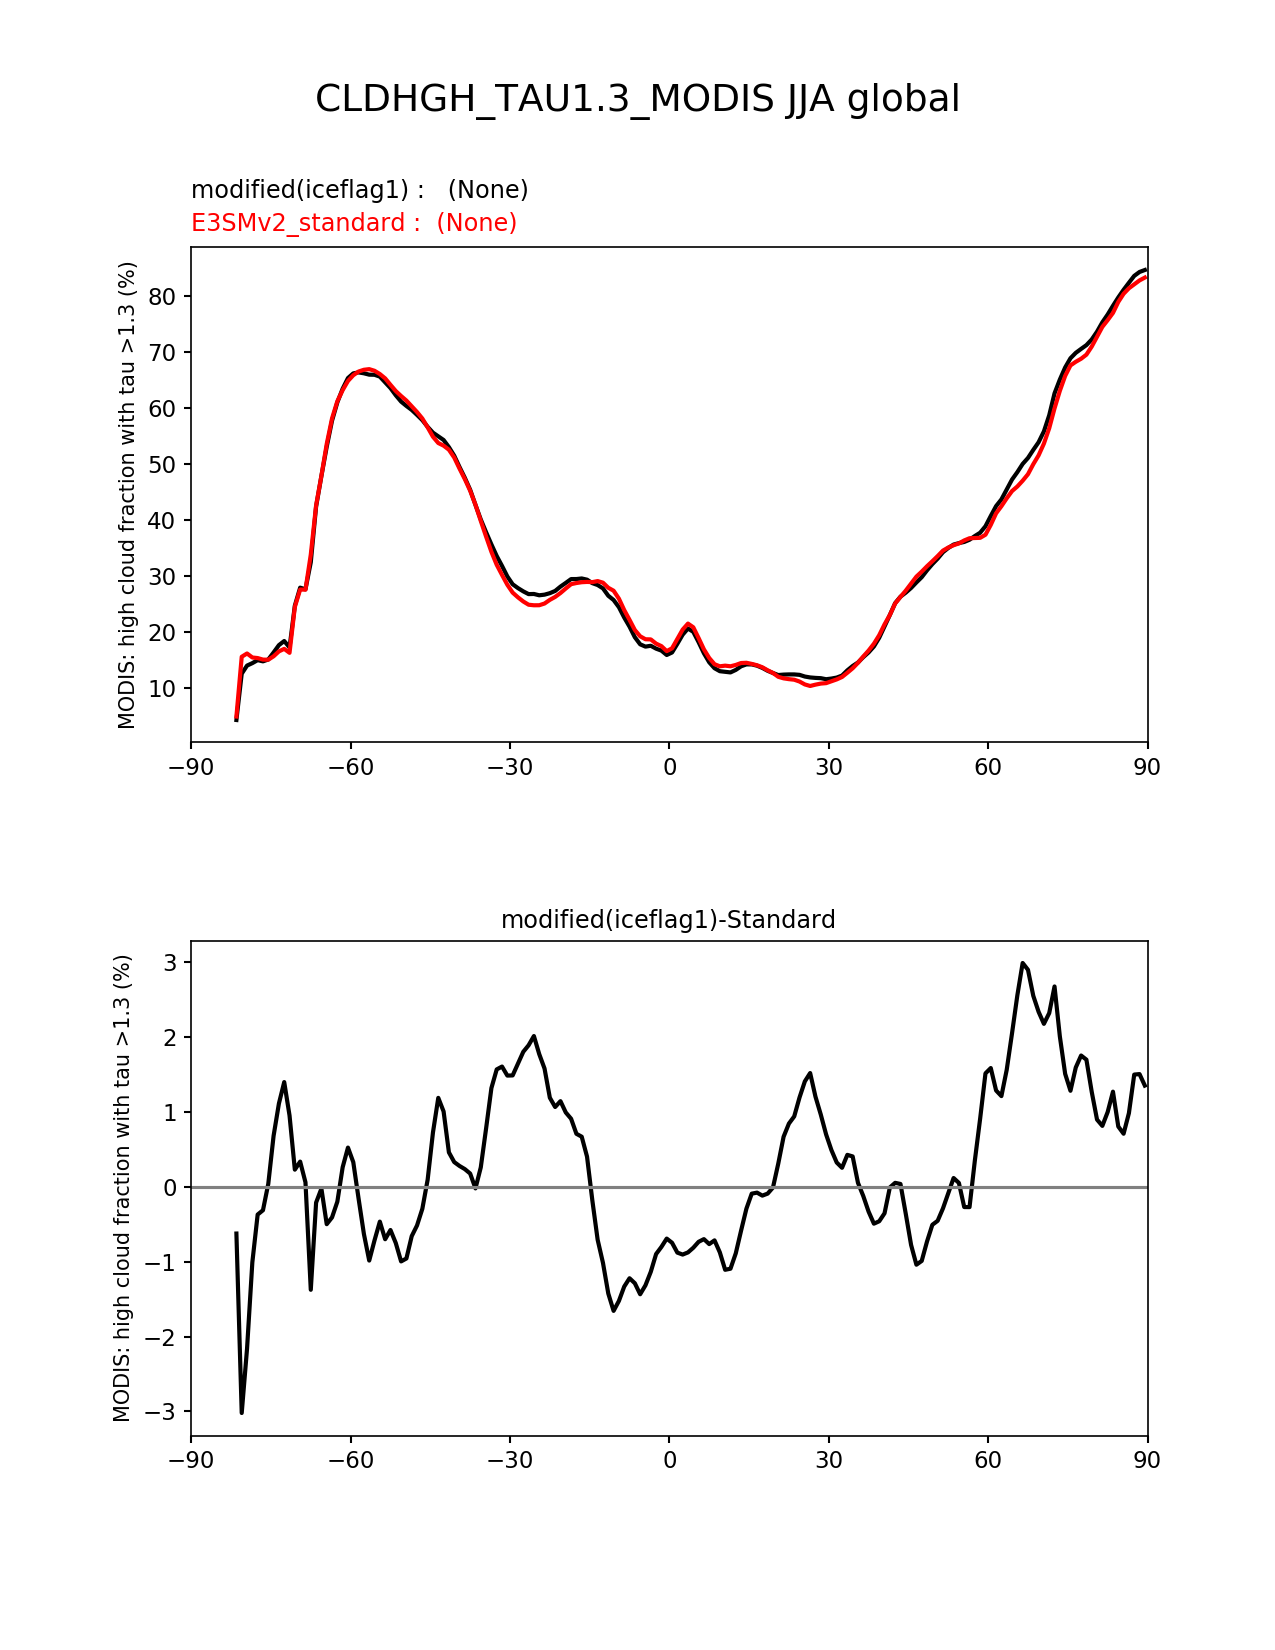 CLDHGH_TAU1.3_MODIS JJA global
modified(iceflag1) :   (None)
E3SMv2_standard :  (None)
MODIS: high cloud fraction with tau >1.3 (%)
80
70
60
50
40
30
20
10
−90 −60 −30 0 30 60 90
modified(iceflag1)-Standard
MODIS: high cloud fraction with tau >1.3 (%)
3
2
1
0
−1
−2
−3
−90 −60 −30 0 30 60 90